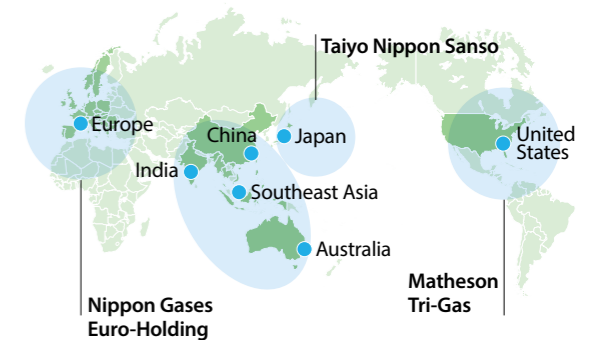 Taiyo Nippon Sanso
Europe
China
Japan
United
States
India
Southeast Asia
Australia
Matheson
Tri-Gas
Nippon Gases
Euro-Holding